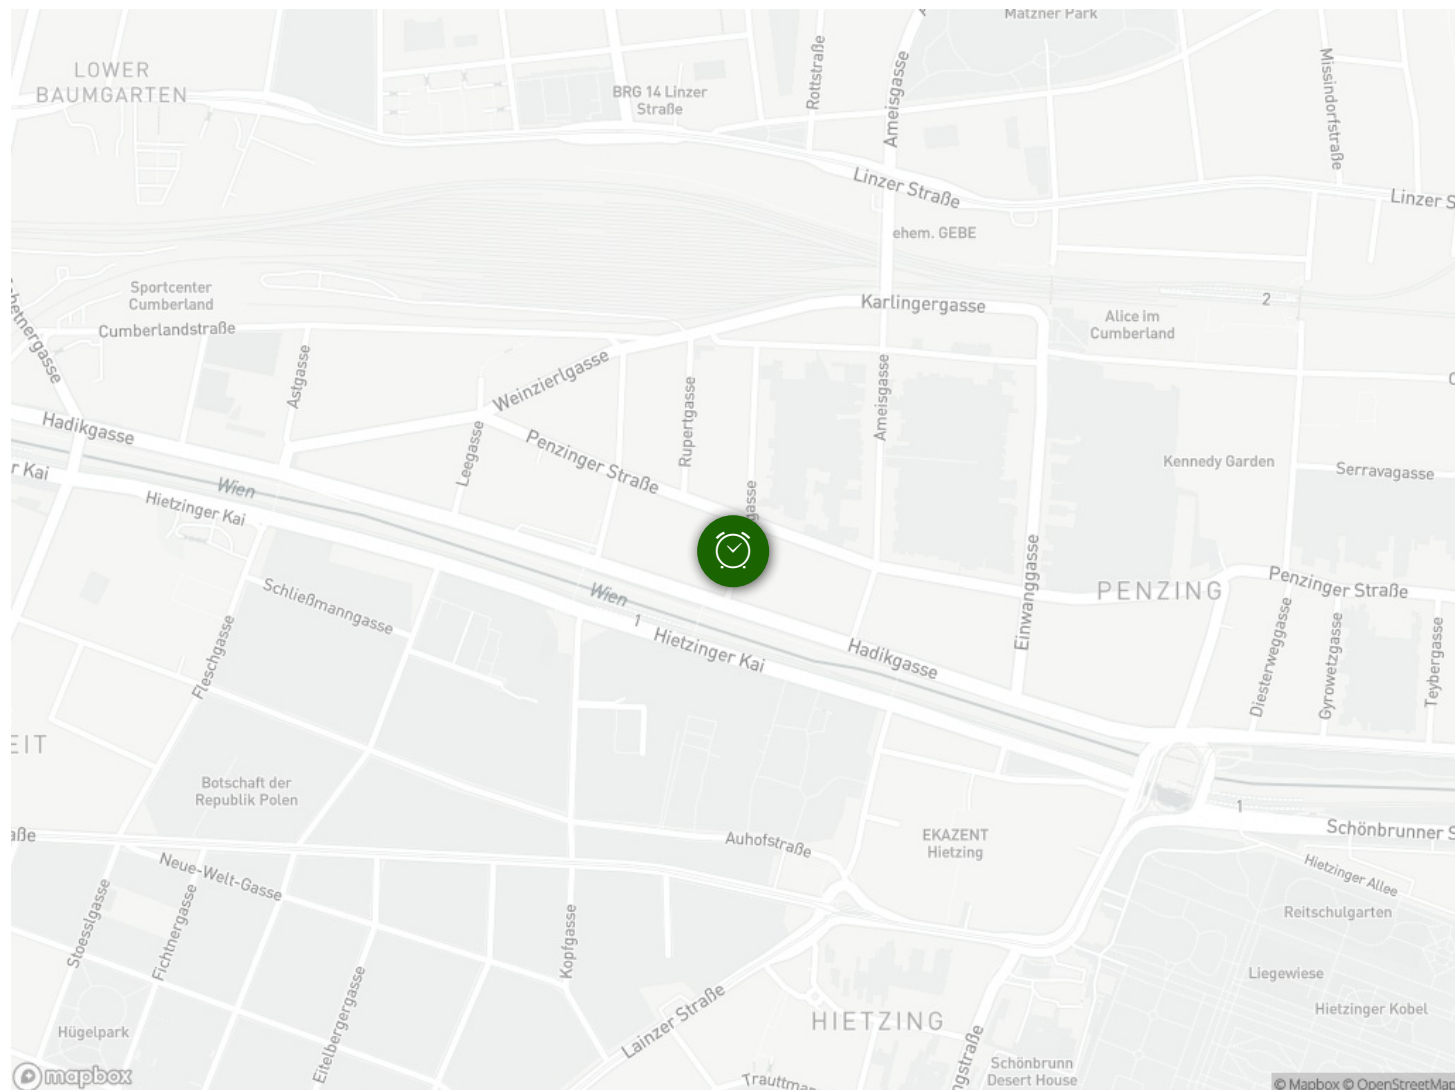 Matzner Park
LOWER
BAUMGARTEN
BRG 14 Linzer
Straße
Rottstraße
Ameisgasse
Missindorfstraße
Linzer Straße
Linzer S
ehem. GEBE
Sportcenter
Cumberland
Cumberlandstraße
Karlingergasse
2
Alice im
Cumberland
hetnergasse
Astgasse
Weinzierlgasse
Rupertgasse
Ameisgasse
Hadikgasse
Leegasse
Penzinger Straße
Kennedy Garden
Serravagasse
r Kai
Wien
Hietzinger Kai
gasse
Einwanggasse
PENZING
Penzinger Straße
Schließmanngasse
Wien
1
Hietzinger Kai
Hadikgasse
Fleschgasse
Diesterweggasse
Gyrowetzgasse
Teybergasse
EIT
Botschaft der
Republik Polen
1
Schönbrunner S
aße
Auhofstraße
EKAZENT
Hietzing
Neue-Welt-Gasse
Hietzinger Allee
Reitschulgarten
Stoesslgasse
Fichtnergasse
Kopfgasse
Liegewiese
Eitelbergergasse
Lainzer Straße
HIETZING
Hietzinger Kobel
Hügelpark
ngstraße
Schönbrunn
Desert House
Trauttma
mapbox
© Mapbox © OpenStreetMap